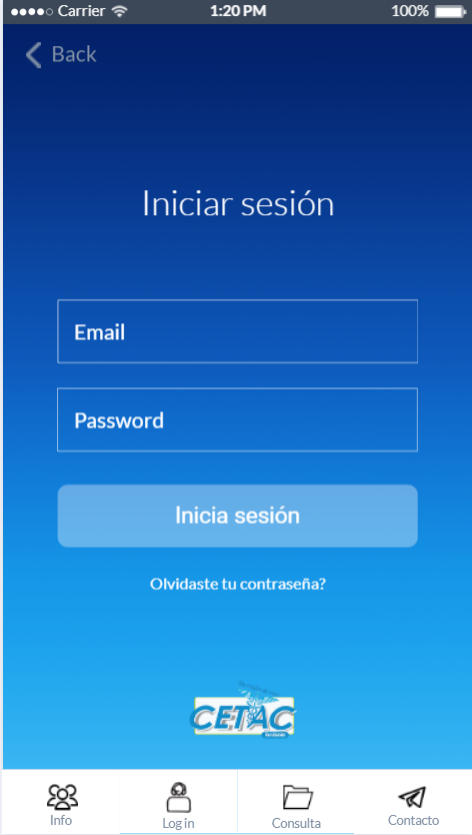 Carrier 1:20 PM 100%
Back
Iniciar sesión
Email
Password
Inicia sesión
Olvidaste tu contraseña?
CETAC
Info Log in Consulta Contacto